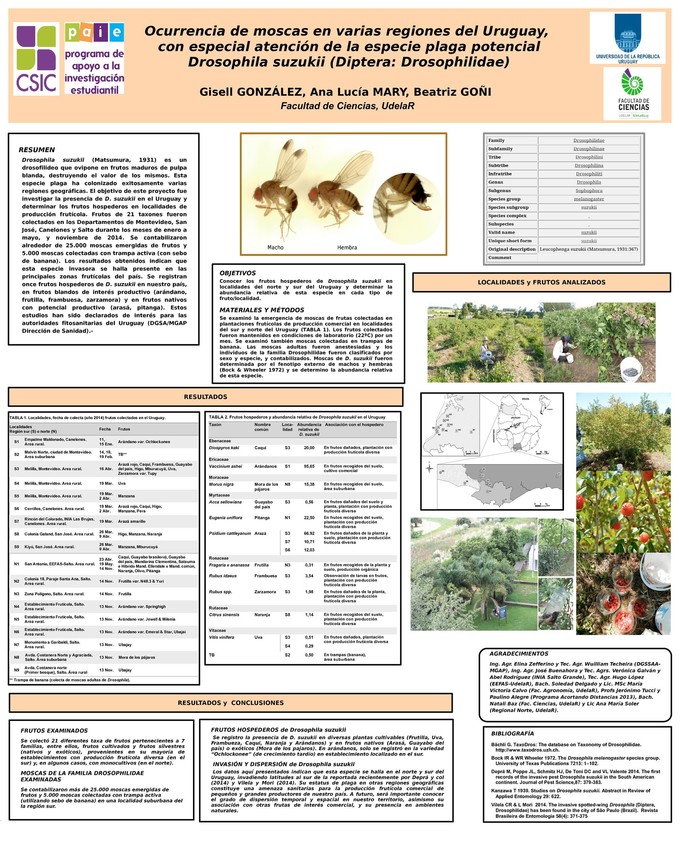 CSIC
paie
programa de
apoyo a la
investigación
estudiantil
Ocurrencia de moscas en varias regiones del Uruguay,
con especial atención de la especie plaga potencial
Drosophila suzukii (Diptera: Drosophilidae)
Gisell GONZÁLEZ, Ana Lucía MARY, Beatriz GOÑI
Facultad de Ciencias, UdelaR
UNIVERSIDAD DE LA REPÚBLICA
URUGUAY
FACULTAD DE
CIENCIAS
RESUMEN
Drosophila suzukii (Matsumura, 1931) es un
drosofílido que ovipone en frutos maduros de pulpa
blanda, destruyendo el valor de los mismos. Esta
especie plaga ha colonizado exitosamente varias
regiones geográficas. El objetivo de este proyecto fue
investigar la presencia de D. suzukii en el Uruguay y
determinar los frutos hospederos en localidades de
producción frutícola. Frutos de 21 taxones fueron
colectados en los Departamentos de Montevideo, San
José, Canelones y Salto durante los meses de enero a
mayo, y noviembre de 2014. Se contabilizaron
alrededor de 25.000 moscas emergidas de frutos y
5.000 moscas colectadas con trampa activa (con sebo
de banana). Los resultados obtenidos indican que
esta especie invasora se halla presente en las
principales zonas frutícolas del país. Se registran
once frutos hospederos de D. suzukii en nuestro país,
en frutos blandos de interés productivo (arándano,
frutilla, frambuesa, zarzamora) y en frutos nativos
con potencial productivo (arasá, pitanga). Estos
estudios han sido declarados de interés para las
autoridades fitosanitarias del Uruguay (DGSA/MGAP
Dirección de Sanidad).-
Macho
Hembra
Family Drosophilidae
Subfamily Drosophilinae
Tribe Drosophilini
Subtribe Drosophilina
Infratribe Drosophiliti
Genus Drosophila
Subgenus Sophophora
Species group melanogaster
Species subgroup suzukii
Species complex
Subspecies
Valid name suzukii
Unique short form suzukii
Original description Leucophenga suzukii (Matsumura, 1931:367)
Comment
OBJETIVOS
Conocer los frutos hospederos de Drosophila suzukii en
localidades del norte y sur del Uruguay y determinar la
abundancia relativa de esta especie en cada tipo de
fruto/localidad.
MATERIALES Y MÉTODOS
Se examinó la emergencia de moscas de frutos colectados en
plantaciones frutícolas de producción comercial en localidades
del sur y norte del Uruguay (TABLA 1). Los frutos colectados
fueron mantenidos en condiciones de laboratorio (22ºC) por un
mes. Se examinó también moscas colectadas en trampas de
banana. Las moscas adultas fueron anestesiadas y los
individuos de la familia Drosophilidae fueron clasificados por
sexo y especie, y contabilizados. Moscas de D. suzukii fueron
determinada por el fenotipo externo de machos y hembras
(Bock & Wheeler 1972) y se determino la abundancia relativa
de esta especie.
LOCALIDADES y FRUTOS ANALIZADOS
RESULTADOS
TABLA 1. Localidades, fecha de colecta (año 2014) frutos colectados en el Uruguay.
Localidades
Región sur (S) o norte (N) Fecha Frutos
S1 Empalme Maldonado, Canelones. Area rural. 11, 15 Ene. Arándano var. Ochlockonee
S2 Malvín Norte, ciudad de Montevideo. Area suburbana 14, 15, 19 Feb. TB**
S3 Melilla, Montevideo. Area rural. 16 Abr. Arazá rojo, Caqui, Frambuesa, Guayabo del país, Higo, Mburucuyá, Uva, Zarzamora var. Tupy
S4 Melilla, Montevideo. Area rural. 19 Mar. Uva
S5 Melilla, Montevideo. Area rural. 19 Mar. 2 Abr. Manzana
S6 Cerrillos, Canelones. Area rural. 19 Mar. 2 Abr. Arazá rojo, Caqui, Higo, Manzana, Pera
S7 Rincon del Colorado, INIA Las Brujas, Canelones. Area rural. 19 Mar. Arazá amarillo
S8 Colonia Galand, San José. Area rural. 26 Mar. 9 Abr. Higo, Manzana, Naranja
S9 Kiyú, San José. Area rural. 26 Mar. 9 Abr. Manzana, Mburucuyá
N1 San Antonio, EEFAS-Salto. Area rural. 23 Abr. 19 May. 14 Nov. Caqui, Guayabo brasilero, Guayabo del país, Mandarina Clementina, Satsuma e Híbrido Mand. Ellendale x Mand. común, Naranja, Olivo, Pitanga
N2 Colonia 18, Paraje Santa Ana, Salto. Area rural. 14 Nov. Frutilla var: N48.3 & Yuri
N3 Zona Polígono, Salto. Area rural. 14 Nov. Frutilla
N4 Establecimiento Frutícola, Salto. Area rural. 13 Nov. Arándano var. Springhigh
N5 Establecimiento Frutícola, Salto. Area rural. 13 Nov. Arándano var. Jewell & Milenia
N6 Establecimiento Frutícola, Salto. Area rural. 13 Nov. Arándano var. Emeral & Star, Ubajaí
N7 Monumento a Garibaldi, Salto. Area rural. 13 Nov. Ubajay
N8 Avda. Costanera Norte y Agraciada, Salto. Area suburbana 13 Nov. Mora de los pájaros
N9 Avda. Costanera norte (Primer bosque), Salto. Área rural 13 Nov. Ubajay
** Trampa de banana (colecta de moscas adultas de Drosophila).
TABLA 2. Frutos hospederos y abundancia relativa de Drosophila suzukii en el Uruguay
Taxón Nombre común Loca-lidad Abundancia relativa de D. suzukii Asociación con el hospedero
Ebenaceae
Diospyros kaki Caqui S3 20,00 En frutos dañados, plantación con producción frutícola diversa
Ericaceae
Vaccinium ashei Arándanos S1 95,65 En frutos recogidos del suelo, cultivo comercial
Moraceae
Morus nigra Mora de los pájaros N8 15,38 En frutos recogidos del suelo, área suburbana
Myrtaceae
Acca sellowiana Guayabo del país S3 0,56 En frutos dañados del suelo y planta, plantación con producción frutícola diversa
Eugenia uniflora Pitanga N1 22,50 En frutos recogidos del suelo, plantación con producción frutícola diversa
Psidium cattleyanum Arazá S3 66,92 En frutos dañados de la planta y suelo, plantación con producción frutícola diversa
S7 10,71
S6 12,03
Rosaceae
Fragaria x ananassa Frutilla N3 0,31 En frutos recogidos de la planta y suelo, producción orgánica
Rubus idaeus Frambuesa S3 3,54 Observación de larvas en frutos, plantación con producción frutícola diversa
Rubus spp. Zarzamora S3 1,98 En frutos dañados de la planta, plantación con producción frutícola diversa
Rutaceae
Citrus sinensis Naranja S8 1,14 En frutos recogidos del suelo, plantación con producción frutícola diversa
Vitaceae
Vitis vinifera Uva S3 0,51 En frutos dañados, plantación con producción frutícola diversa
S4 0,29
TB S2 0,50 En trampas (banana), área suburbana
RESULTADOS y CONCLUSIONES
FRUTOS EXAMINADOS
Se colectó 21 diferentes taxa de frutos pertenecientes a 7
familias, entre ellos, frutos cultivados y frutos silvestres
(nativos y exóticos), provenientes en su mayoría de
establecimientos con producción frutícola diversa (en el
sur) y, en algunos casos, con monocultivos (en el norte).
MOSCAS DE LA FAMILIA DROSOPHILIDAE
EXAMINADAS
Se contabilizaron más de 25.000 moscas emergidas de
frutos y 5.000 moscas colectadas con trampa activa
(utilizando sebo de banana) en una localidad suburbana del
la región sur.
FRUTOS HOSPEDEROS de Drosophila suzukii
Se registro la presencia de D. suzukii en diversas plantas cultivables (Frutilla, Uva,
Frambueza, Caqui, Naranja y Arándanos) y en frutos nativos (Arasá, Guayabo del
país) o exóticos (Mora de los pájaros). En arándanos, solo se registró en la variedad
"Ochlockonee" (de crecimiento tardío) en establecimiento localizado en el sur.
INVASIÓN Y DISPERSIÓN de Drosophila suzukii
Los datos aquí presentados indican que esta especie se halla en el norte y sur del
Uruguay, invadiendo latitudes al sur de la reportada recientemente por Deprá y col
(2014) y Vilela y Mori (2014). Su estatus de plaga en otras regiones geográficas
constituye una amenaza sanitarias para la producción frutícola comercial de
pequeños y grandes productores de nuestro país. A futuro, será importante conocer
el grado de dispersión temporal y espacial en nuestro territorio, asimismo su
asociación con otras frutas de interés comercial, y su presencia en ambientes
naturales.
AGRADECIMIENTOS
Ing. Agr. Elina Zefferino y Tec. Agr. Wuilliam Techeira (DGSSAA-
MGAP), Ing. Agr. José Buenahora y Tec. Agrs. Verónica Galván y
Abel Rodríguez (INIA Salto Grande), Tec. Agr. Hugo López
(EEFAS-UdelaR), Bach. Soledad Delgado y Lic. MSc María
Victoria Calvo (Fac. Agronomía, UdelaR), Profs Jerónimo Tucci y
Paulino Alegre (Programa Acortando Distancias 2013), Bach.
Natalí Baz (Fac. Ciencias, UdelaR) y Lic Ana María Soler
(Regional Norte, UdelaR).
BIBLIOGRAFÍA
Bächli G. TaxoDros: The database on Taxonomy of Drosophilidae.
http://www.taxodros.uzh.ch.
Bock IR & WR Wheeler 1972. The Drosophila melanogaster species group.
University of Texas Publications 7213: 1-102.
Deprá M, Poppe JL, Schmitz HJ, De Toni DC and VL Valente 2014. The first
records of the invasive pest Drosophila suzukii in the South American
continent. Journal of Pest Science,87: 379-383.
Kanzawa T 1939. Studies on Drosophila suzukii. Abstract in Review of
Applied Entomology 29: 622.
Vilela CR & L Mori 2014. The invasive spotted-wing Drosophila (Diptera,
Drosophilidae) has been found in the city of São Paulo (Brazil). Revista
Brasileira de Entomologia 58(4): 371-375